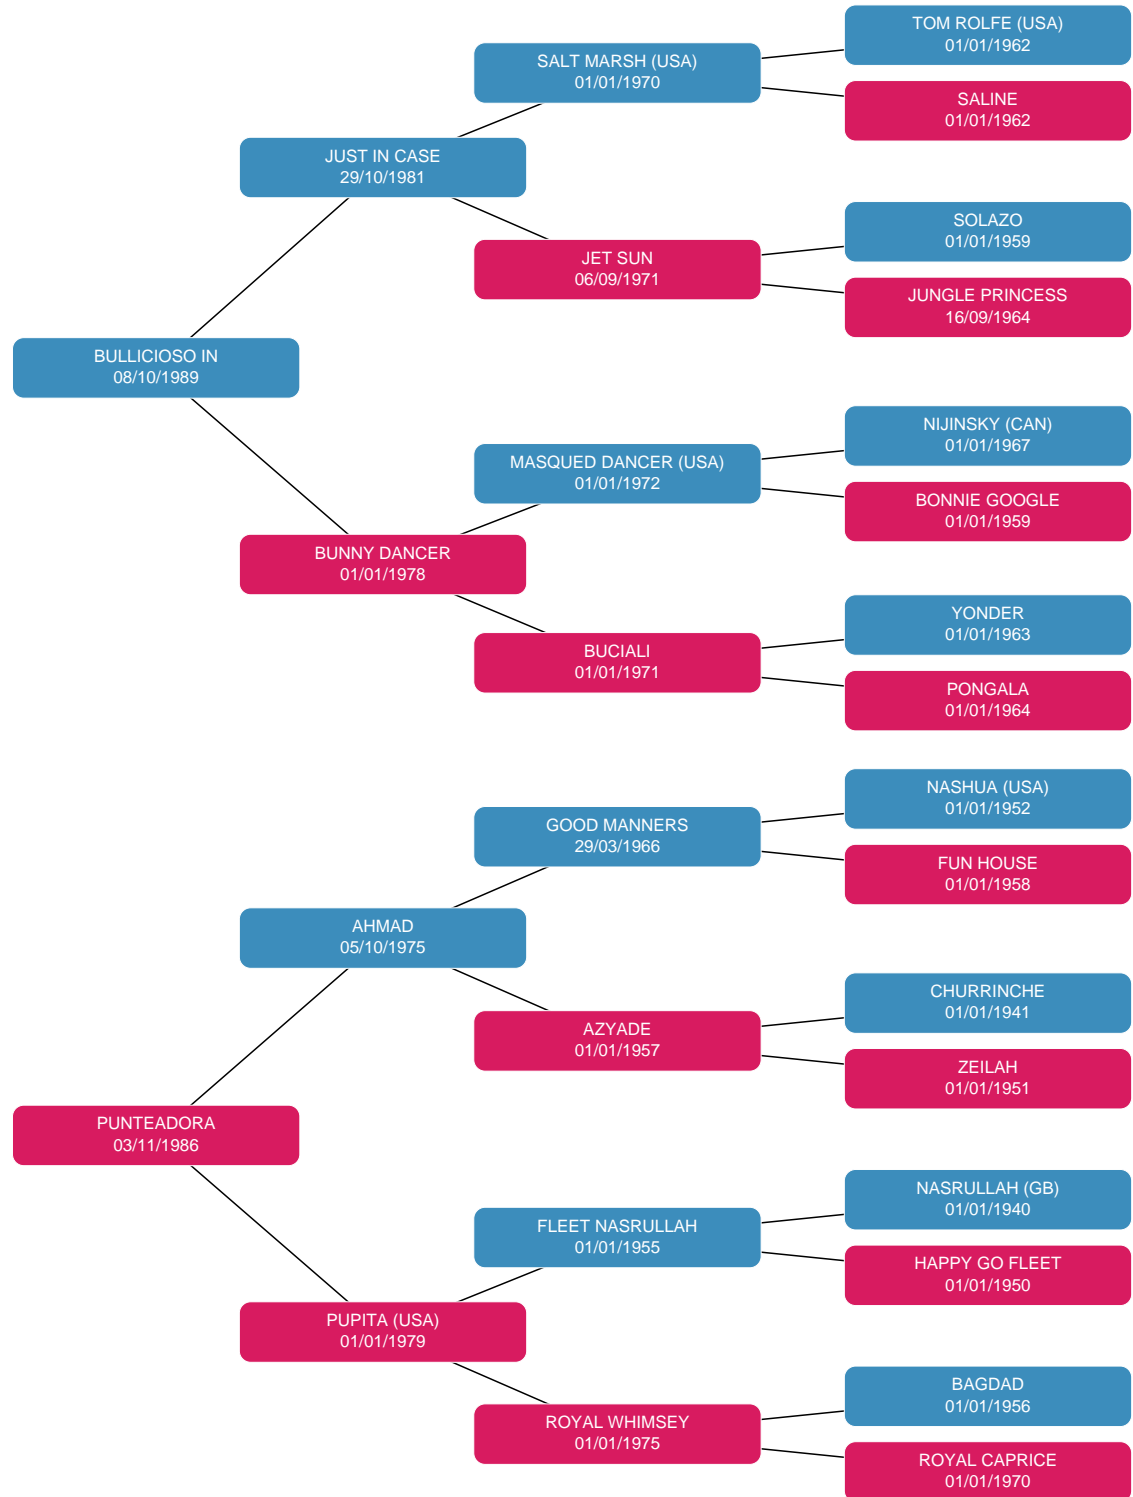 TOM ROLFE (USA)
01/01/1962
SALT MARSH (USA)
01/01/1970
SALINE
01/01/1962
JUST IN CASE
29/10/1981
SOLAZO
01/01/1959
JET SUN
06/09/1971
JUNGLE PRINCESS
16/09/1964
BULLICIOSO IN
08/10/1989
NIJINSKY (CAN)
01/01/1967
MASQUED DANCER (USA)
01/01/1972
BONNIE GOOGLE
01/01/1959
BUNNY DANCER
01/01/1978
YONDER
01/01/1963
BUCIALI
01/01/1971
PONGALA
01/01/1964
NASHUA (USA)
01/01/1952
GOOD MANNERS
29/03/1966
FUN HOUSE
01/01/1958
AHMAD
05/10/1975
CHURRINCHE
01/01/1941
AZYADE
01/01/1957
ZEILAH
01/01/1951
PUNTEADORA
03/11/1986
NASRULLAH (GB)
01/01/1940
FLEET NASRULLAH
01/01/1955
HAPPY GO FLEET
01/01/1950
PUPITA (USA)
01/01/1979
BAGDAD
01/01/1956
ROYAL WHIMSEY
01/01/1975
ROYAL CAPRICE
01/01/1970